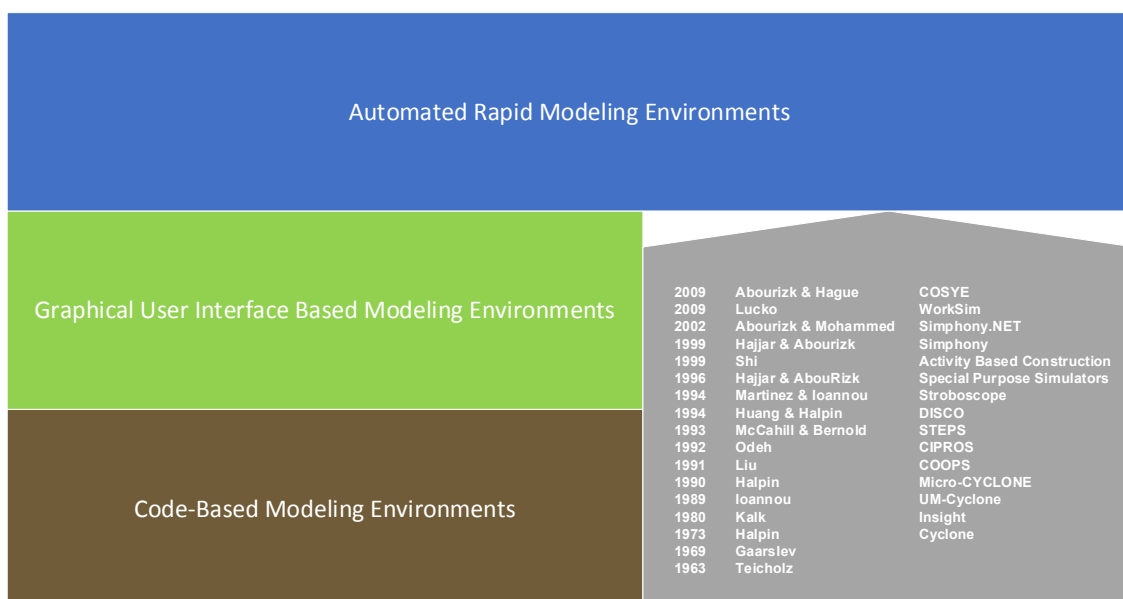 Automated Rapid Modeling Environments
Graphical User Interface Based Modeling Environments
Code-Based Modeling Environments
2009 Abourizk & Hague COSYE
2009 Lucko WorkSim
2002 Abourizk & Mohammed Simphony.NET
1999 Hajjar & Abourizk Simphony
1999 Shi Activity Based Construction
1996 Hajjar & AbouRizk Special Purpose Simulators
1994 Martinez & Ioannou Stroboscope
1994 Huang & Halpin DISCO
1993 McCahill & Bernold STEPS
1992 Odeh CIPROS
1991 Liu COOPS
1990 Halpin Micro-CYCLONE
1989 Ioannou UM-Cyclone
1980 Kalk Insight
1973 Halpin Cyclone
1969 Gaarslev
1963 Teicholz